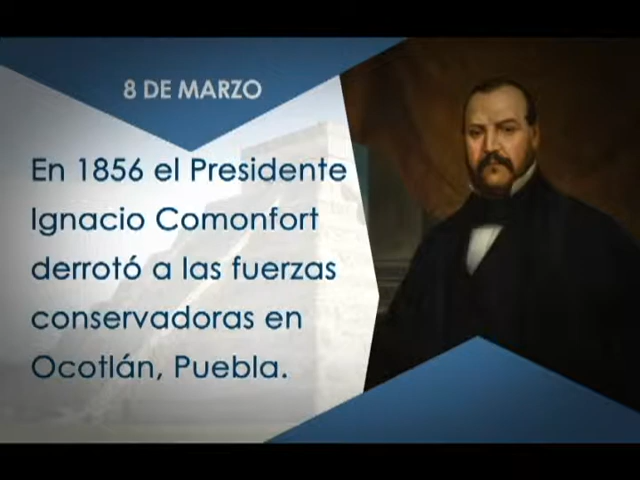 8 DE MARZO
En 1856 el Presidente
Ignacio Comonfort
derrotó a las fuerzas
conservadoras en
Ocotlán, Puebla.